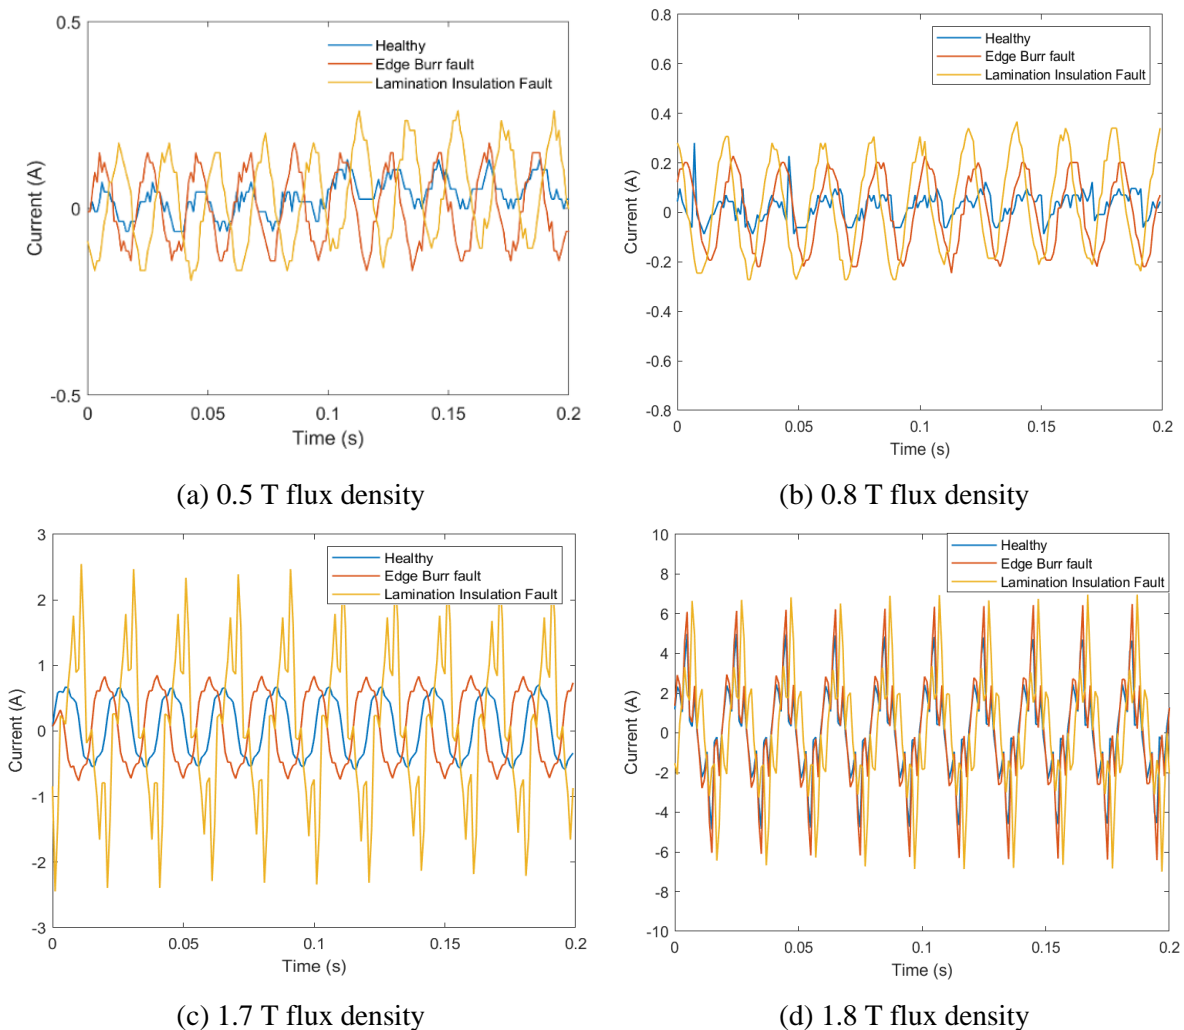 0.5
Healthy
Edge Burr fault
Lamination Insulation Fault
0
-0.5
Current (A)
0 0.05 0.1 0.15 0.2
Time (s)
(a) 0.5 T flux density
0.8
0.6
0.4
0.2
0
-0.2
-0.4
-0.6
-0.8
Healthy
Edge Burr fault
Lamination Insulation Fault
Current (A)
0 0.05 0.1 0.15 0.2
Time (s)
(b) 0.8 T flux density
3
2
1
0
-1
-2
-3
Healthy
Edge Burr fault
Lamination Insulation Fault
Current (A)
0 0.05 0.1 0.15 0.2
Time (s)
(c) 1.7 T flux density
10
8
6
4
2
0
-2
-4
-6
-8
-10
Healthy
Edge Burr fault
Lamination Insulation Fault
Current (A)
0 0.05 0.1 0.15 0.2
Time (s)
(d) 1.8 T flux density